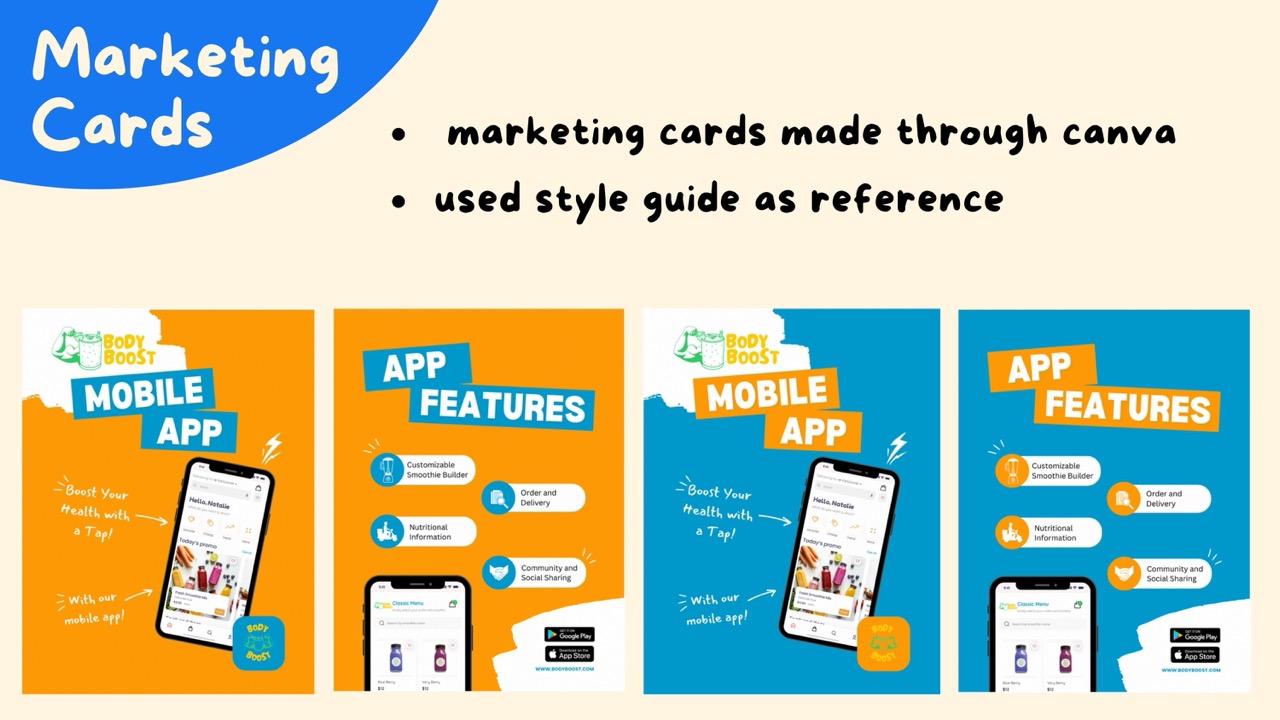 Marketing
Cards
• marketing cards made through canva
• used style guide as reference
BODY
BOOST
MOBILE
APP
Boost Your
Health with
a Tap!
With our
mobile app!
Hello, Natalie
Today's promo
BODY
BOOST
APP
FEATURES
Customizable
Smoothie Builder
Order and
Delivery
Nutritional
Information
Community and
Social Sharing
Classic Menu
Blue Berry
Very Berry
$12
$12
GET IT ON
Google Play
Download on the
App Store
WWW.BODYBOOST.COM
BODY
BOOST
MOBILE
APP
Boost Your
Health with
a Tap!
With our
mobile app!
Hello, Natalie
Today's promo
BODY
BOOST
APP
FEATURES
Customizable
Smoothie Builder
Order and
Delivery
Nutritional
Information
Community and
Social Sharing
Classic Menu
Blue Berry
Very Berry
$12
$12
GET IT ON
Google Play
Download on the
App Store
WWW.BODYBOOST.COM